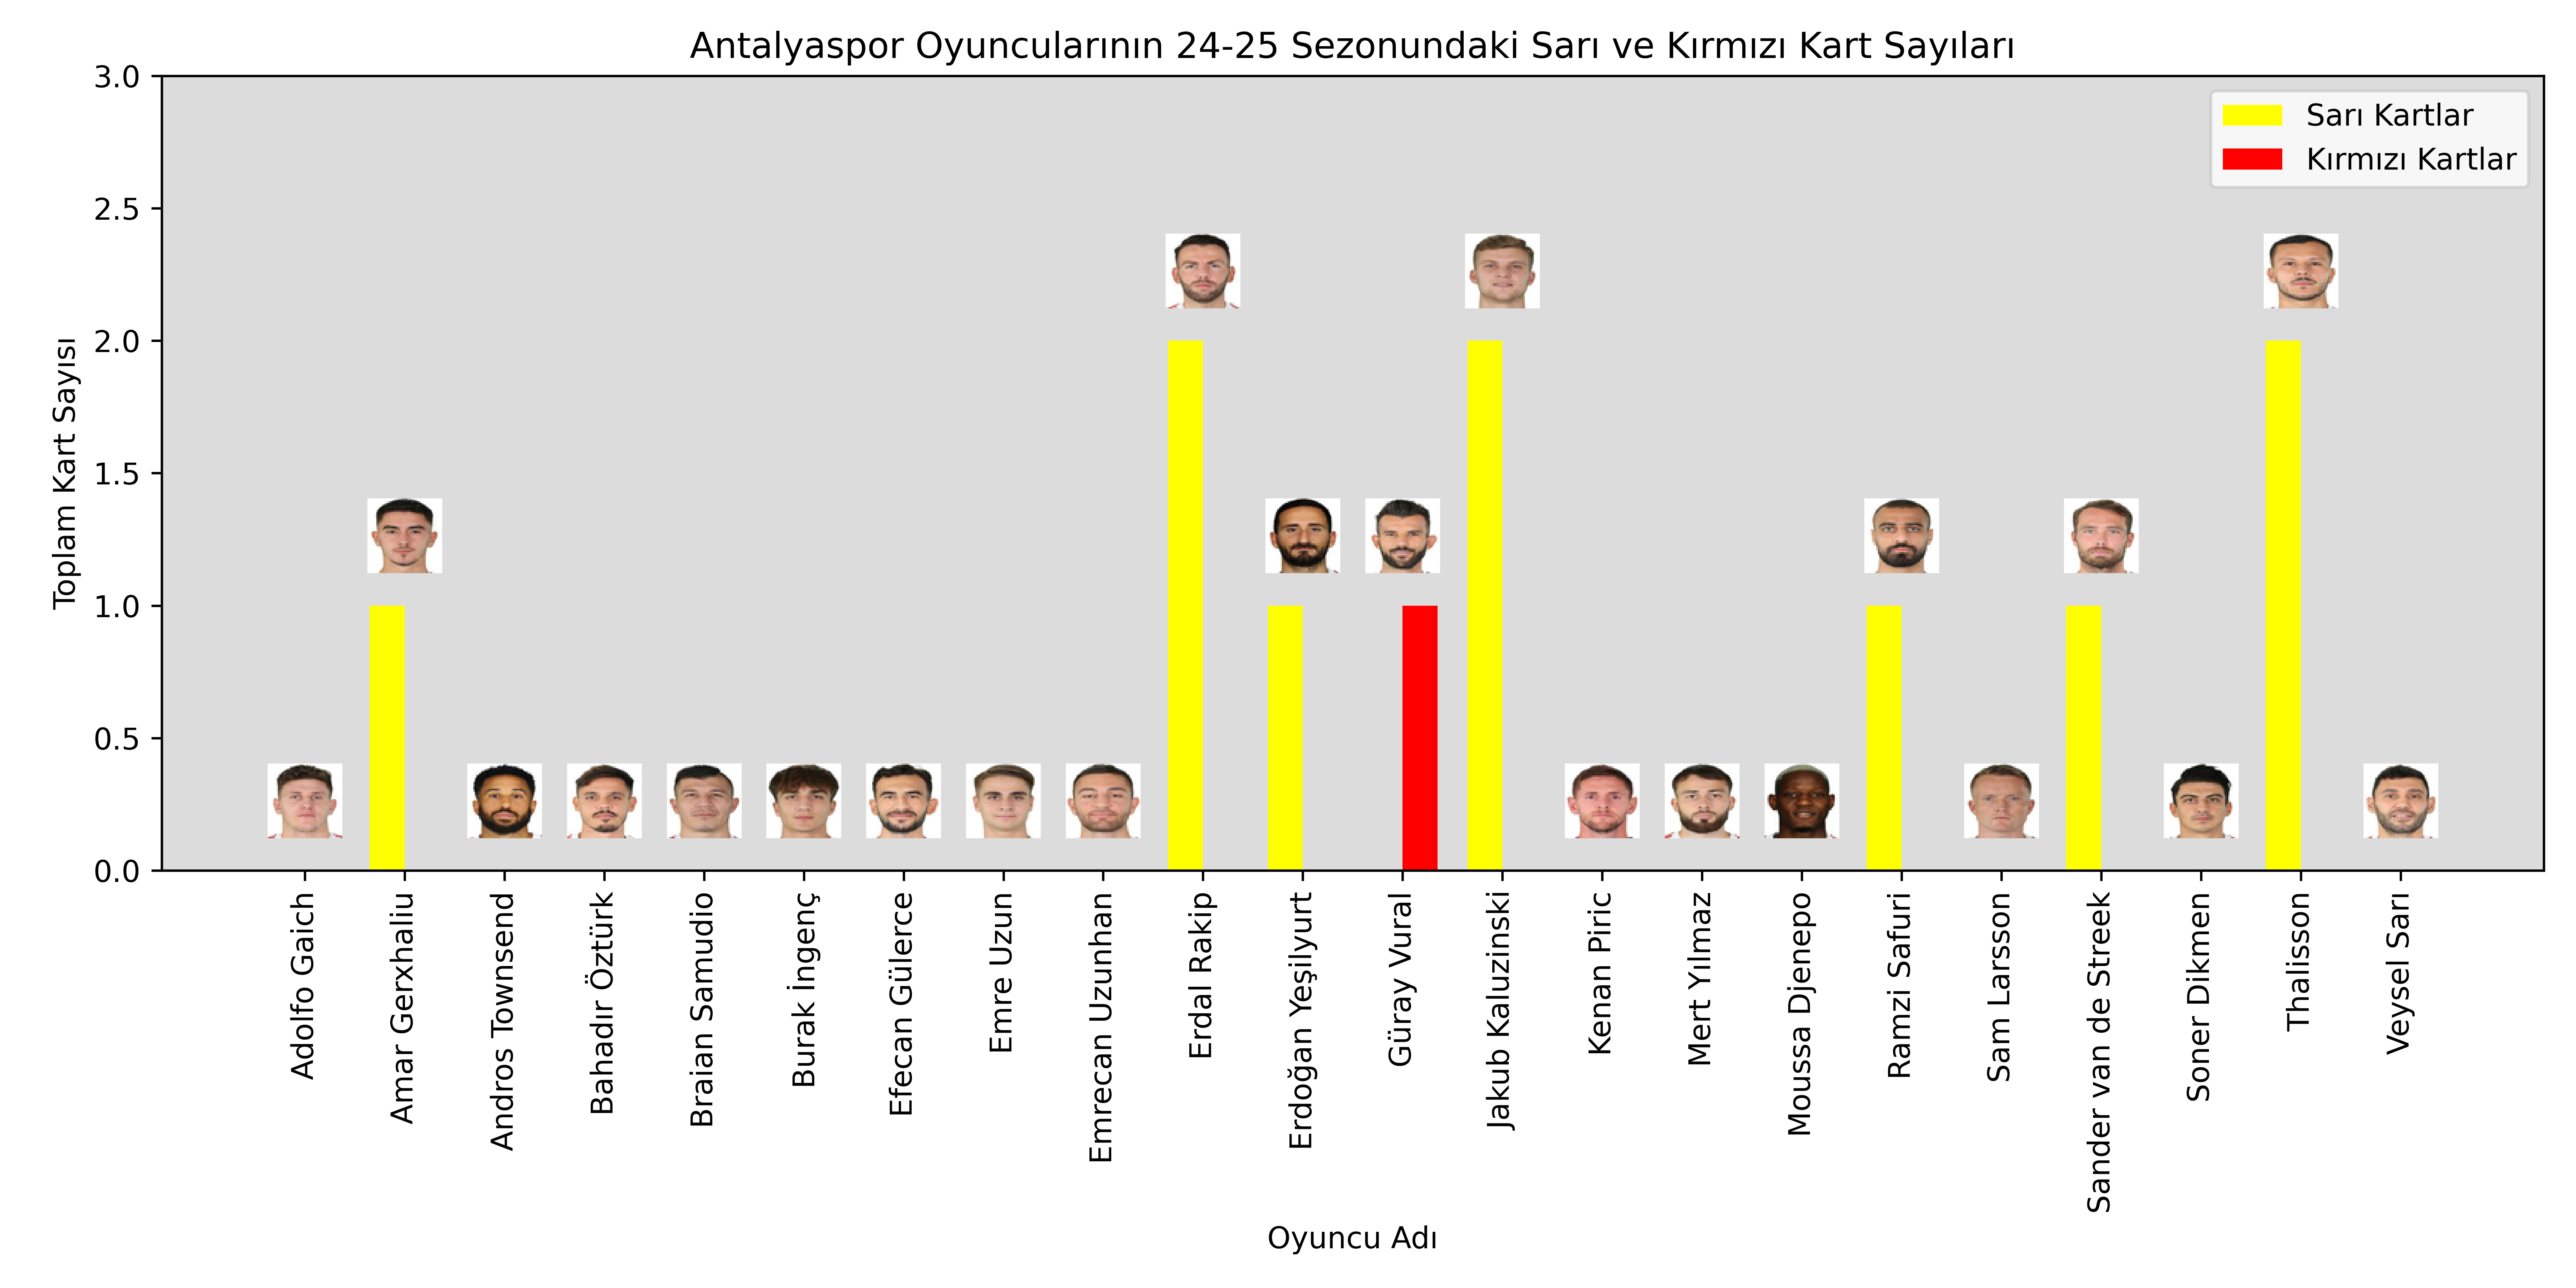 Antalyaspor Oyuncularının 24-25 Sezonundaki Sarı ve Kırmızı Kart Sayıları
Sarı Kartlar
Kırmızı Kartlar
Toplam Kart Sayısı
3.0
2.5
2.0
1.5
1.0
0.5
0.0
Adolfo Gaich
Amar Gerxhaliu
Andros Townsend
Bahadır Öztürk
Braian Samudio
Burak İngenç
Efecan Gülerce
Emre Uzun
Emrecan Uzunhan
Erdal Rakip
Erdoğan Yeşilyurt
Güray Vural
Jakub Kaluzinski
Kenan Piric
Mert Yılmaz
Moussa Djenepo
Ramzi Safuri
Sam Larsson
Sander van de Streek
Soner Dikmen
Thalisson
Veysel Sarı
Oyuncu Adı